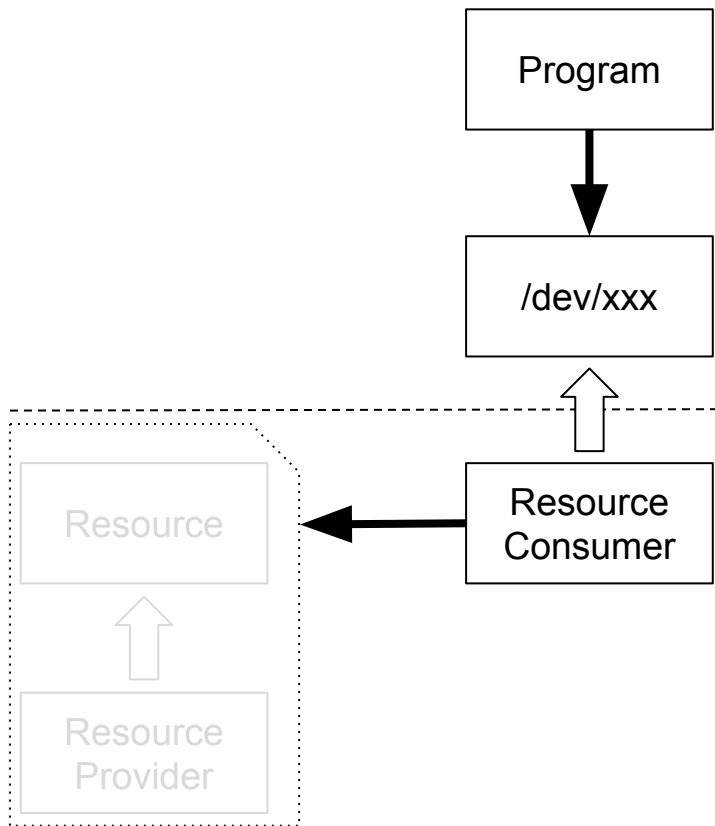 Program
/dev/xxx
Resource
Consumer
Resource
Resource
Provider